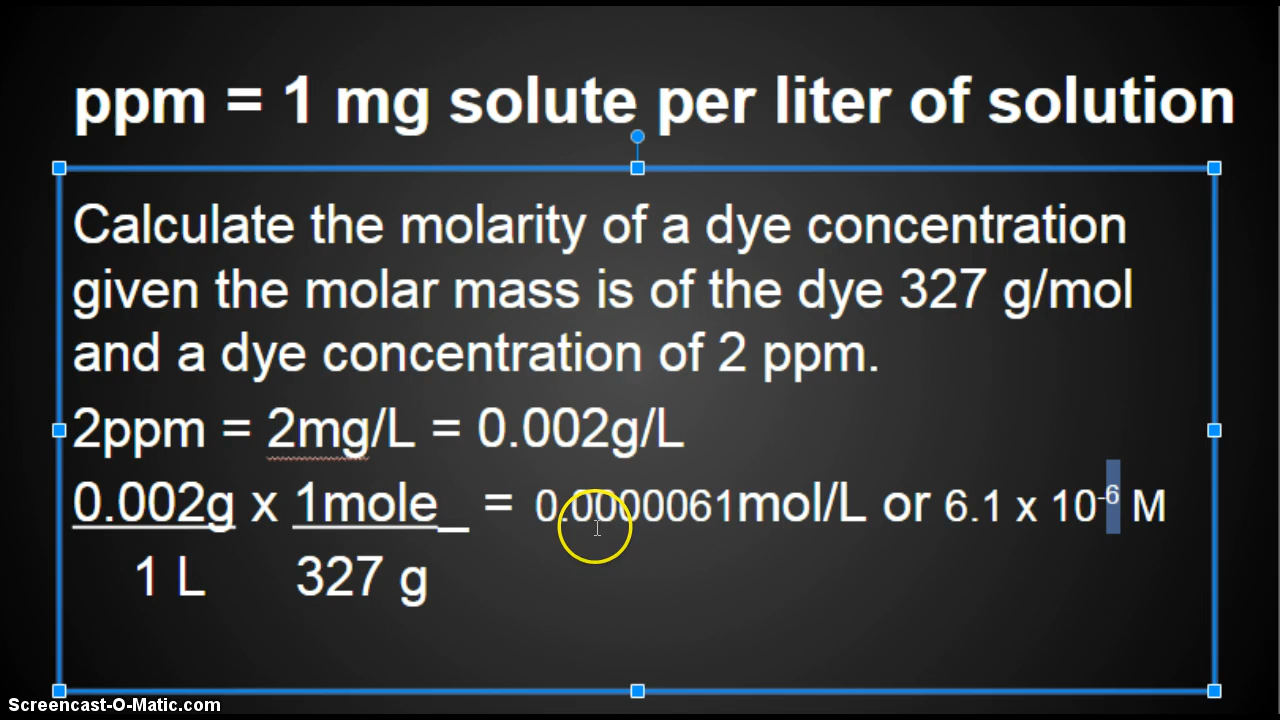 ppm = 1 mg solute per liter of solution
Calculate the molarity of a dye concentration
given the molar mass is of the dye 327 g/mol
and a dye concentration of 2 ppm.
2ppm = 2mg/L = 0.002g/L
0.002g x 1mole_ = 0.0000061mol/L or 6.1 x 10⁻⁶ M
1 L 327 g
Screencast-O-Matic.com